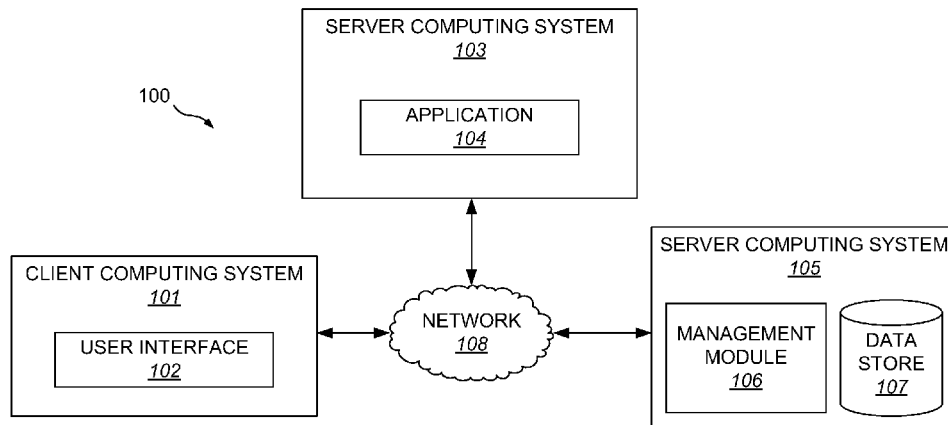 SERVER COMPUTING SYSTEM
103
APPLICATION
104
100
CLIENT COMPUTING SYSTEM
101
USER INTERFACE
102
NETWORK
108
SERVER COMPUTING SYSTEM
105
MANAGEMENT
MODULE
106
DATA
STORE
107